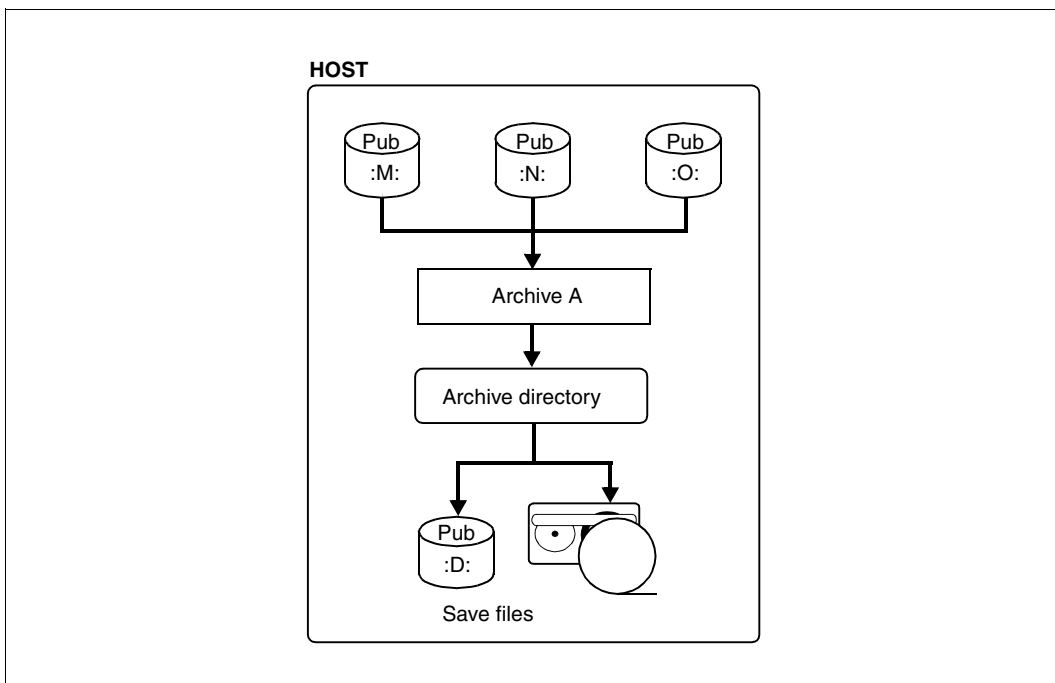 HOST
Pub
:M:
Pub
:N:
Pub
:O:
Archive A
Archive directory
Pub
:D:
Save files